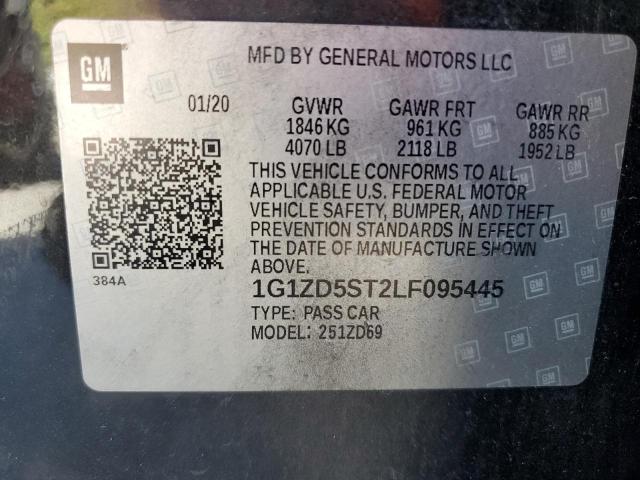 GM
MFD BY GENERAL MOTORS LLC
01/20 GVWR GAWR FRT GAWR RR
1846 KG 961 KG 885 KG
4070 LB 2118 LB 1952 LB
THIS VEHICLE CONFORMS TO ALL
APPLICABLE U.S. FEDERAL MOTOR
VEHICLE SAFETY, BUMPER, AND THEFT
PREVENTION STANDARDS IN EFFECT ON
THE DATE OF MANUFACTURE SHOWN
ABOVE.
384A
1G1ZD5ST2LF095445
TYPE: PASS CAR
MODEL: 251ZD69